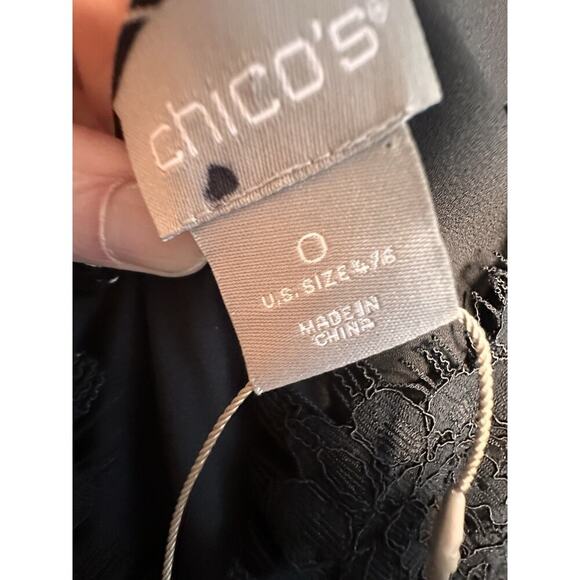 chico's®
0
U.S. SIZE 4/6
MADE IN
CHINA